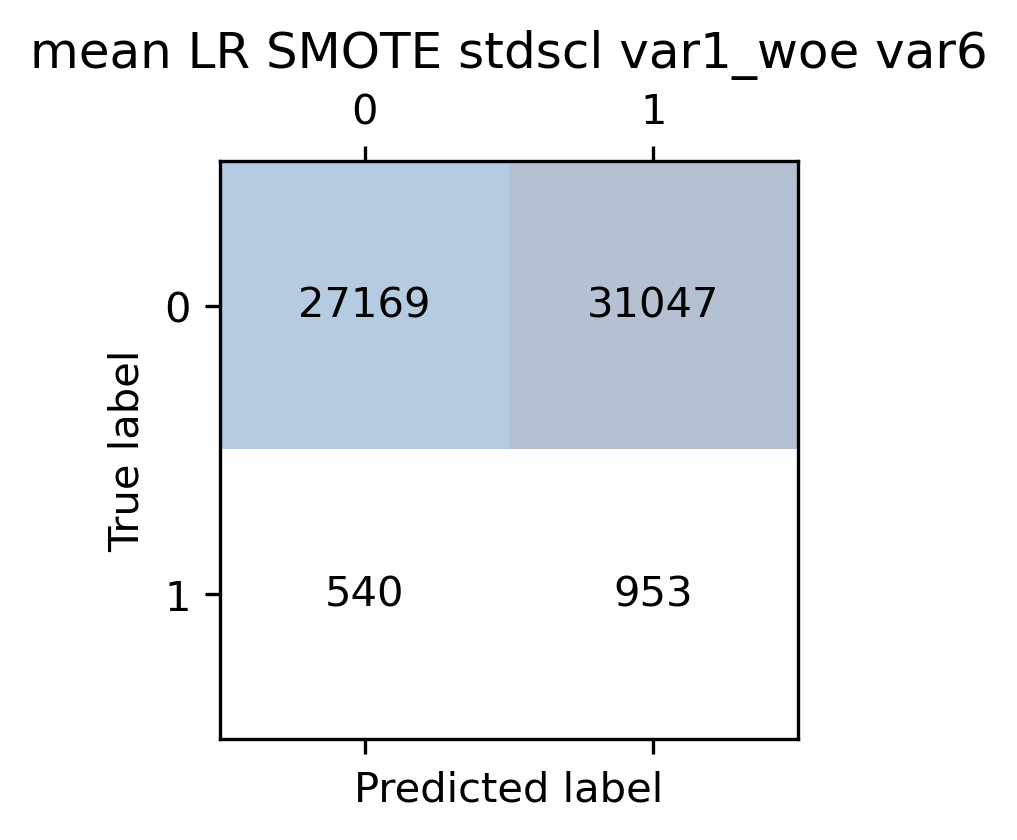 mean LR SMOTE stdscl var1_woe var6
0 1
0 27169 31047
True label
1 540 953
Predicted label